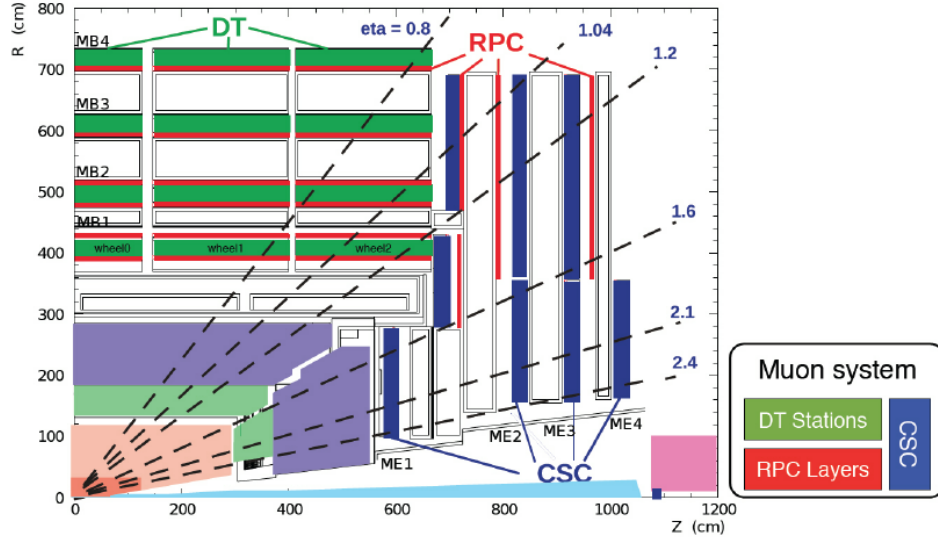 R (cm)
800
700
600
500
400
300
200
100
0
0
200
400
600
800
1000
1200
Z (cm)
MB4
MB3
MB2
MB1
DT
wheel0
wheel1
wheel2
eta = 0.8
1.04
1.2
1.6
2.1
2.4
RPC
ME1
ME2
ME3
ME4
CSC
Muon system
DT Stations
RPC Layers
CSC